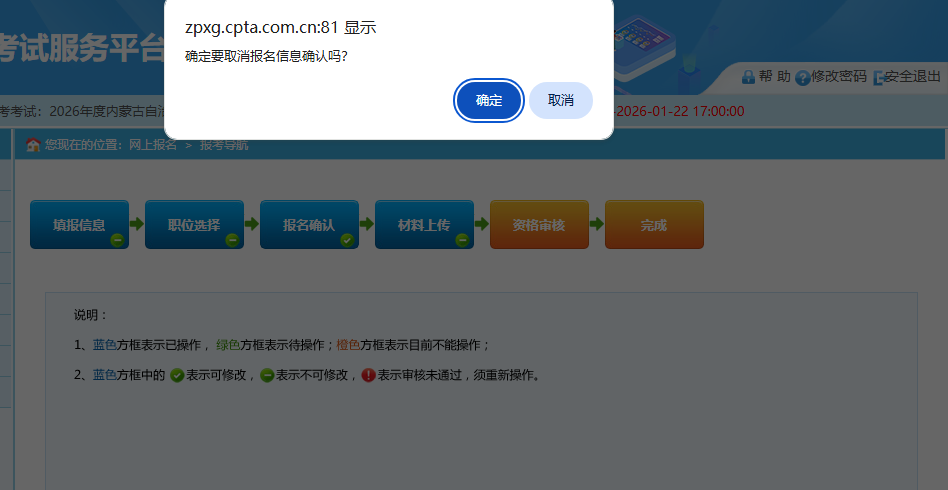 zpxg.cpta.com.cn:81 显示
确定要取消报名信息确认吗?
确定
取消
考试服务平台
帮 助
修改密码
安全退出
考考试：2026年度内蒙古自治
-2026-01-22 17:00:00
您现在的位置：网上报名 > 报考导航
填报信息
职位选择
报名确认
材料上传
资格审核
完成
说明：
1、蓝色方框表示已操作，绿色方框表示待操作；橙色方框表示目前不能操作；
2、蓝色方框中的 表示可修改，表示不可修改，表示审核未通过，须重新操作。